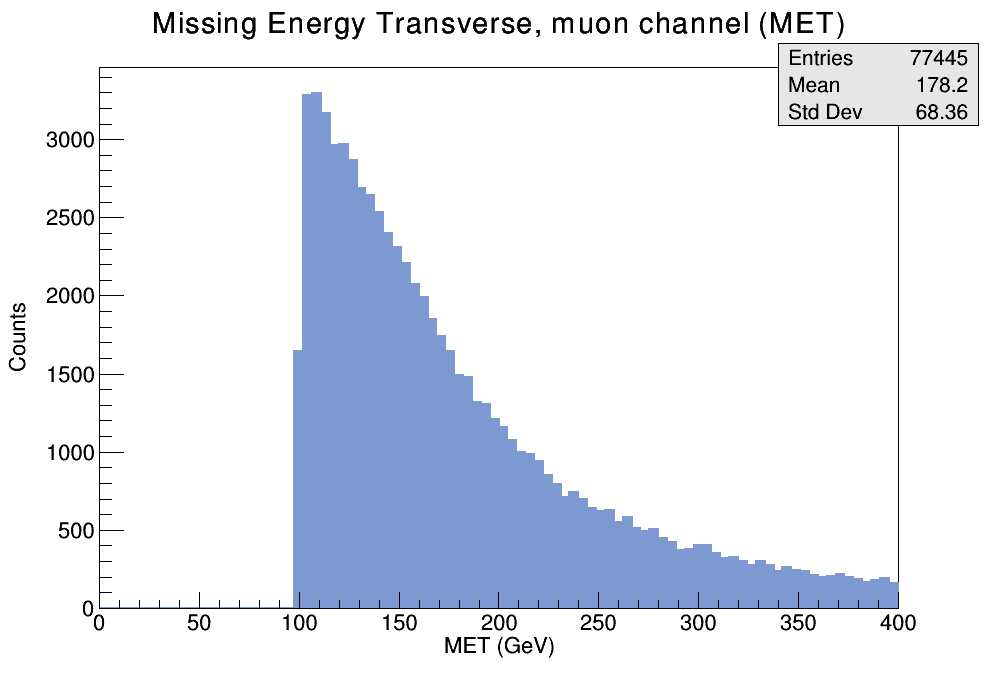 Missing Energy Transverse, muon channel (MET)
Entries 77445
Mean 178.2
Std Dev 68.36
Counts
3000
2500
2000
1500
1000
500
0
0 50 100 150 200 250 300 350 400
MET (GeV)